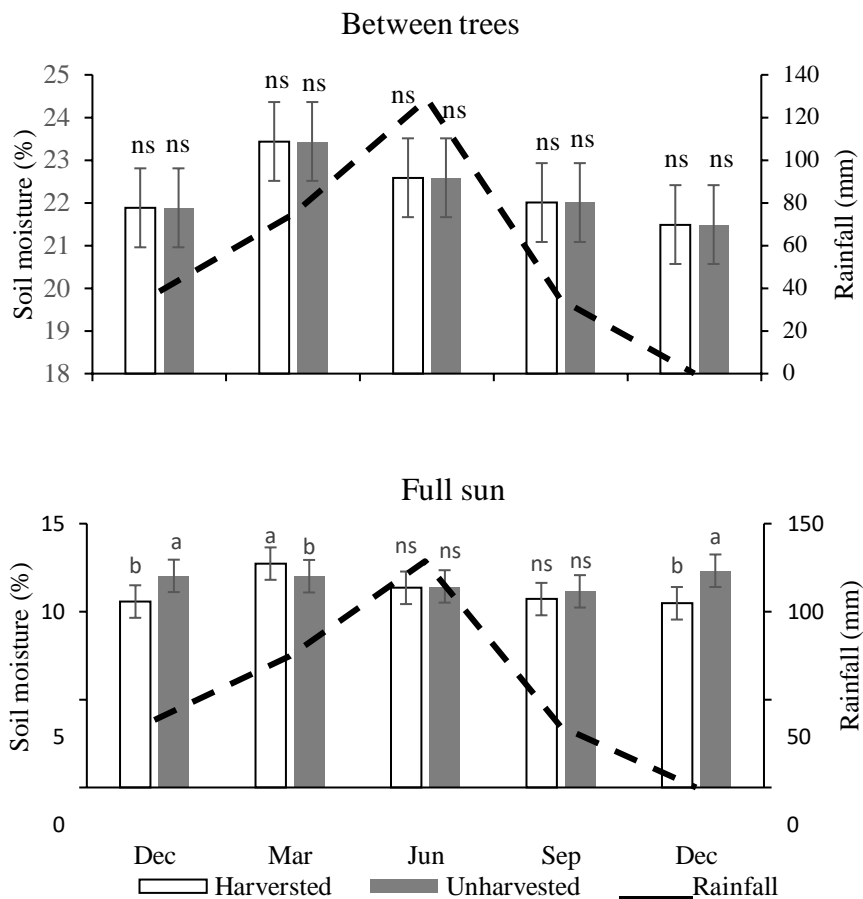 Between trees
25
24
23
22
21
20
19
18
Soil moisture (%)
ns ns
ns ns
ns ns
ns ns
ns ns
140
120
100
80
60
40
20
0
Rainfall (mm)
Full sun
15
10
5
0
Soil moisture (%)
b a
a b
ns ns
ns ns
b a
150
100
50
0
Rainfall (mm)
Dec Mar Jun Sep Dec
Harversted Unharvested Rainfall